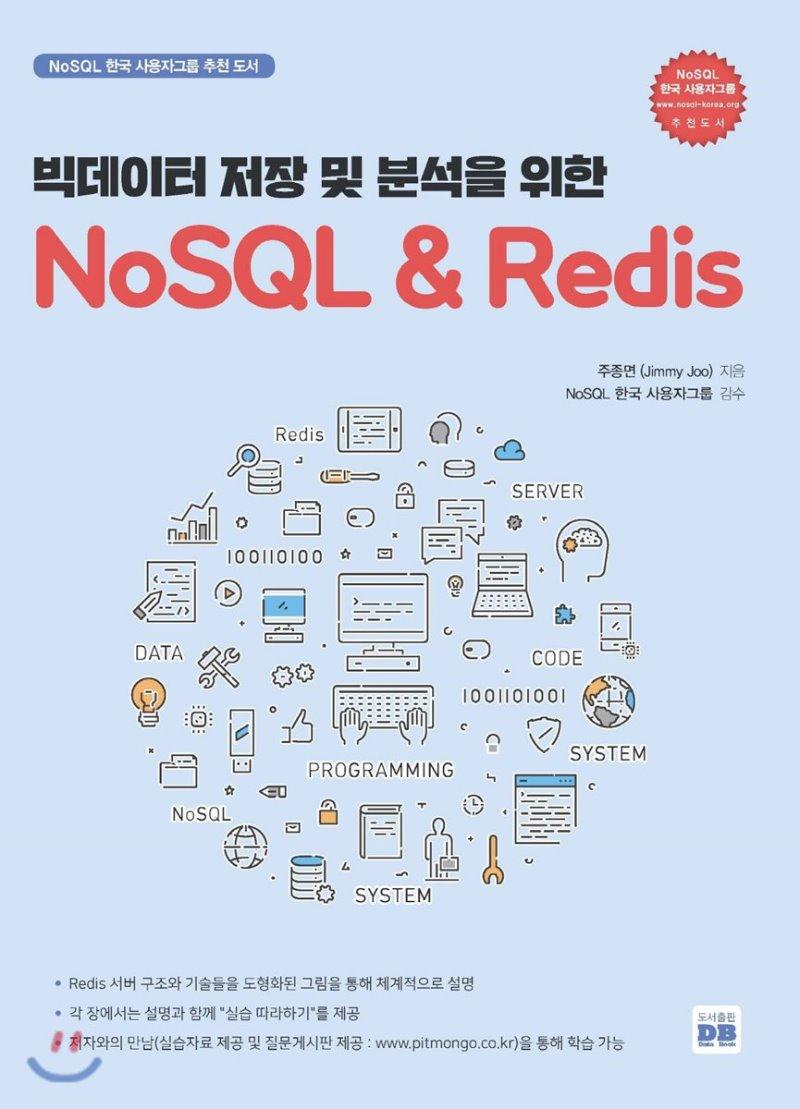 NoSQL 한국 사용자그룹 추천 도서
NoSQL
한국 사용자그룹
www.nosql-korea.org
추천도서
빅데이터 저장 및 분석을 위한
NoSQL & Redis
주종면 (Jimmy Joo) 지음
NoSQL 한국 사용자그룹 감수
Redis
SERVER
100110100
DATA
CODE
1001101001
SYSTEM
PROGRAMMING
NoSQL
SYSTEM
• Redis 서버 구조와 기술들을 도형화된 그림을 통해 체계적으로 설명
• 각 장에서는 설명과 함께 "실습 따라하기"를 제공
• 저자와의 만남(실습자료 제공 및 질문게시판 제공 : www.pitmongo.co.kr)을 통해 학습 가능
도서출판
DB
Data Book